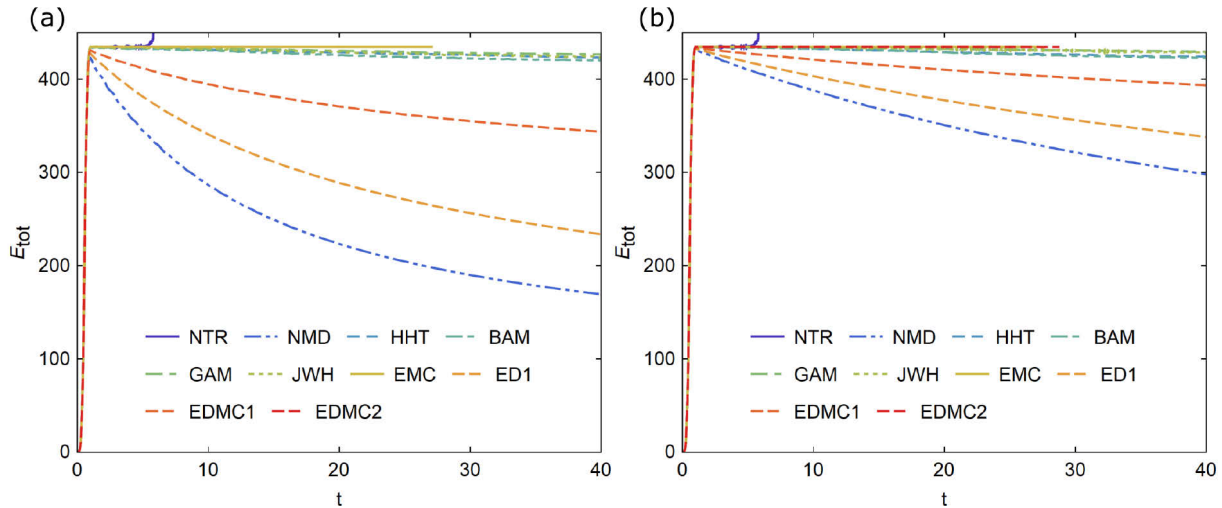 (a)
E_tot
400
300
200
100
0
NTR NMD HHT BAM
GAM JWH EMC ED1
EDMC1 EDMC2
0 10 20 30 40
t
(b)
E_tot
400
300
200
100
0
NTR NMD HHT BAM
GAM JWH EMC ED1
EDMC1 EDMC2
0 10 20 30 40
t